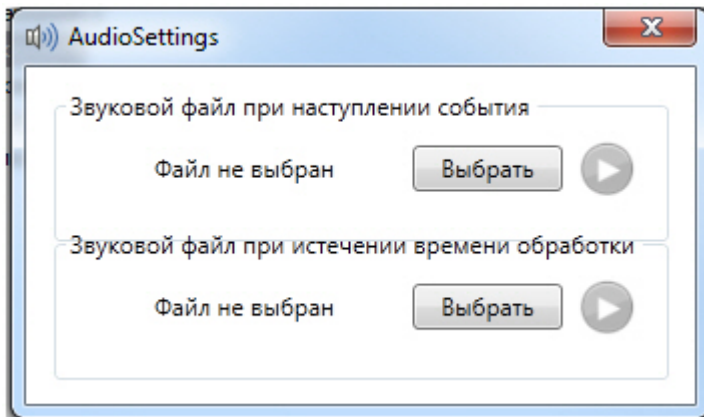 AudioSettings
Звуковой файл при наступлении события
Файл не выбран Выбрать
Звуковой файл при истечении времени обработки
Файл не выбран Выбрать